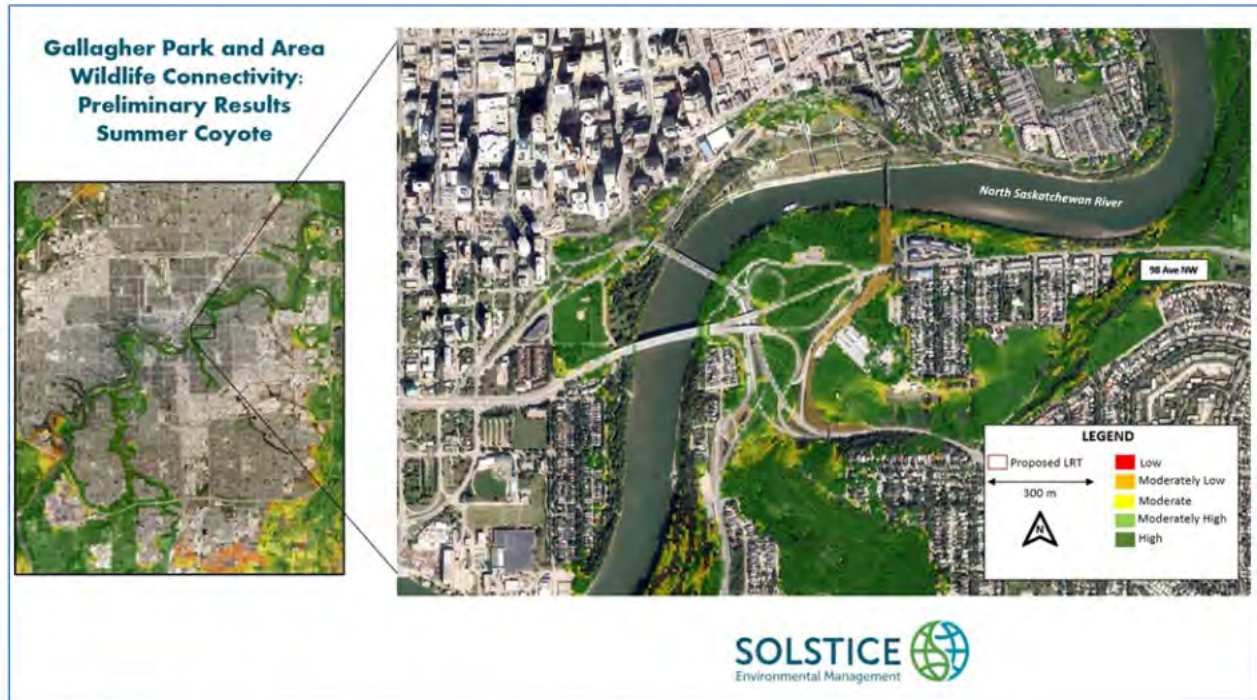 Gallagher Park and Area
Wildlife Connectivity:
Preliminary Results
Summer Coyote
North Saskatchewan River
98 Ave NW
LEGEND
Proposed LRT
300 m
N
Low
Moderately Low
Moderate
Moderately High
High
SOLSTICE
Environmental Management